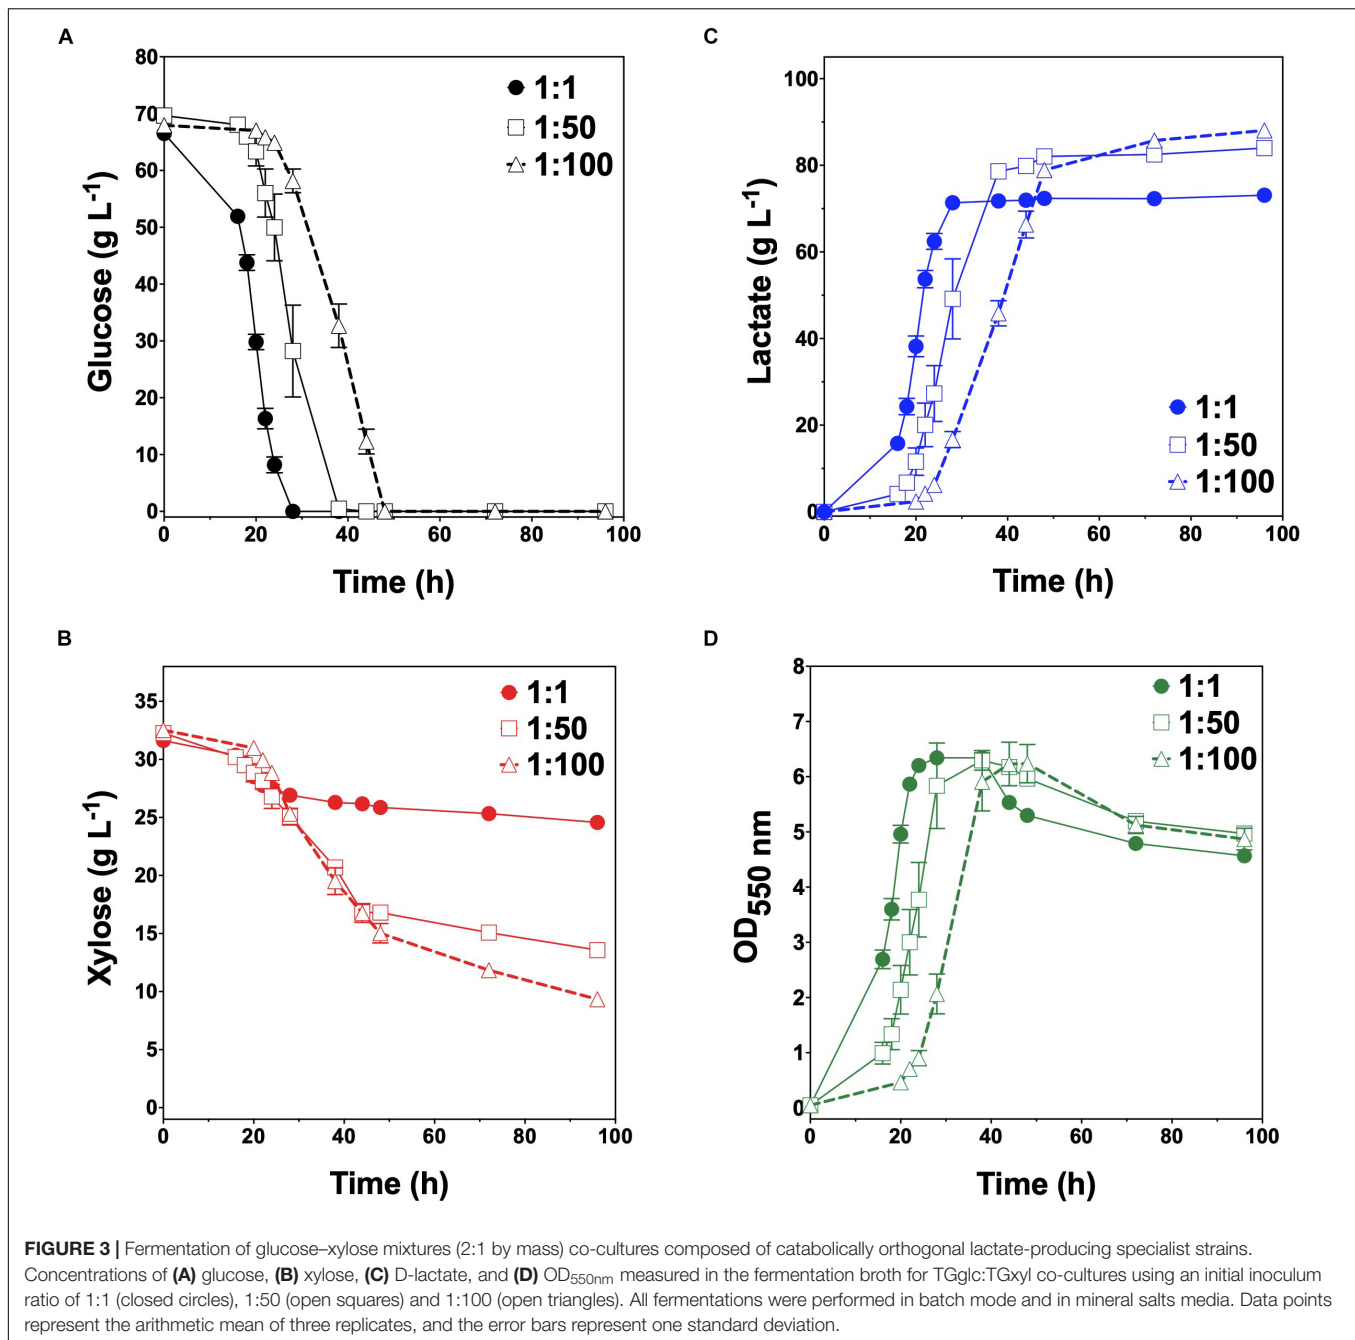 A
80
70
60
50
40
30
20
10
0
0 20 40 60 80 100
Glucose (g L-1)
Time (h)
1:1
1:50
1:100
C
100
80
60
40
20
0
0 20 40 60 80 100
Lactate (g L-1)
Time (h)
1:1
1:50
1:100
B
35
30
25
20
15
10
5
0
0 20 40 60 80 100
Xylose (g L-1)
Time (h)
1:1
1:50
1:100
D
8
7
6
5
4
3
2
1
0
0 20 40 60 80 100
OD550 nm
Time (h)
1:1
1:50
1:100
FIGURE 3 | Fermentation of glucose–xylose mixtures (2:1 by mass) co-cultures composed of catabolically orthogonal lactate-producing specialist strains.
Concentrations of (A) glucose, (B) xylose, (C) D-lactate, and (D) OD550nm measured in the fermentation broth for TGglc:TGxyl co-cultures using an initial inoculum
ratio of 1:1 (closed circles), 1:50 (open squares) and 1:100 (open triangles). All fermentations were performed in batch mode and in mineral salts media. Data points
represent the arithmetic mean of three replicates, and the error bars represent one standard deviation.